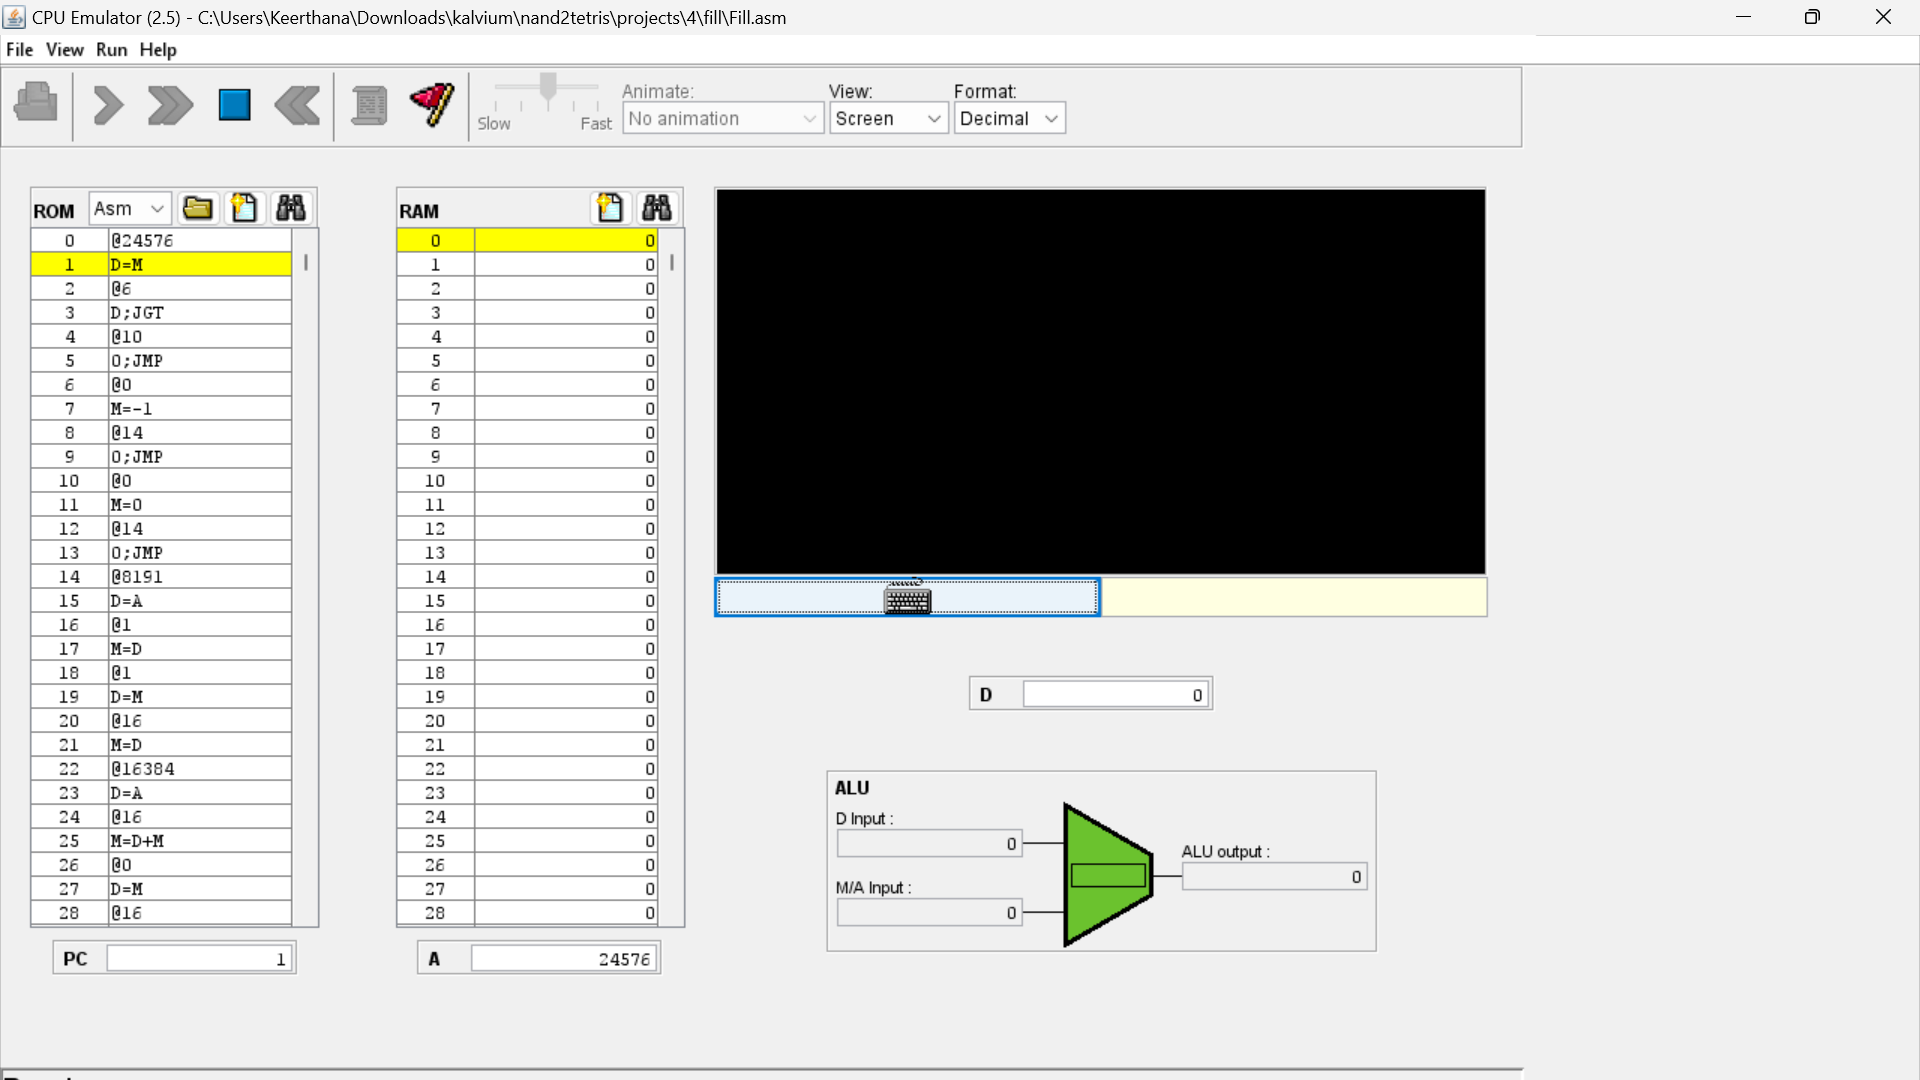 CPU Emulator (2.5) - C:\Users\Keerthana\Downloads\kalvium\nand2tetris\projects\4\fill\Fill.asm
File View Run Help
Slow Fast
Animate:
No animation
View:
Screen
Format:
Decimal
ROM Asm
0 @24576
1 D=M
2 @6
3 D;JGT
4 @10
5 0;JMP
6 @0
7 M=-1
8 @14
9 0;JMP
10 @0
11 M=0
12 @14
13 0;JMP
14 @8191
15 D=A
16 @1
17 M=D
18 @1
19 D=M
20 @16
21 M=D
22 @16384
23 D=A
24 @16
25 M=D+M
26 @0
27 D=M
28 @16
PC 1
RAM
0 0
1 0
2 0
3 0
4 0
5 0
6 0
7 0
8 0
9 0
10 0
11 0
12 0
13 0
14 0
15 0
16 0
17 0
18 0
19 0
20 0
21 0
22 0
23 0
24 0
25 0
26 0
27 0
28 0
A 24576
D 0
ALU
D Input :
0
M/A Input :
0
ALU output :
0